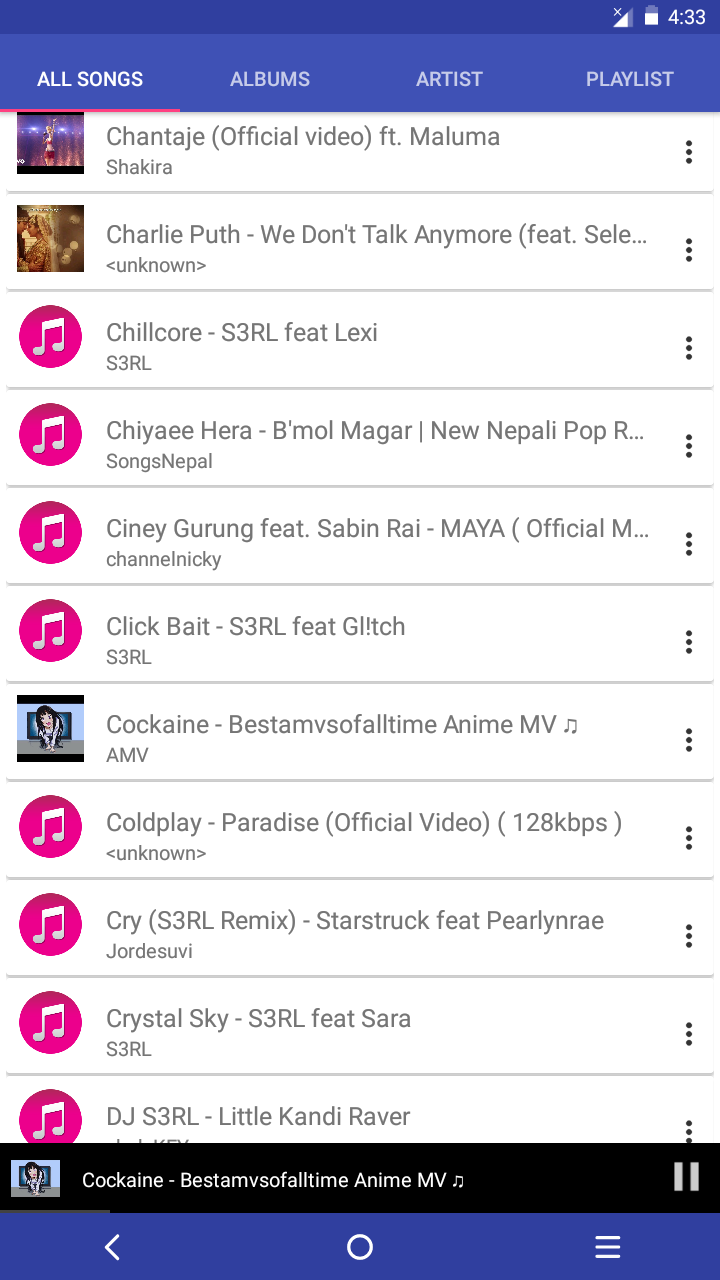 4:33
ALL SONGS
ALBUMS
ARTIST
PLAYLIST
Chantaje (Official video) ft. Maluma
Shakira
Charlie Puth - We Don't Talk Anymore (feat. Sele...
<unknown>
Chillcore - S3RL feat Lexi
S3RL
Chiyaee Hera - B'mol Magar | New Nepali Pop R...
SongsNepal
Ciney Gurung feat. Sabin Rai - MAYA ( Official M...
channelnicky
Click Bait - S3RL feat Gl!tch
S3RL
Cockaine - Bestamvsofalltime Anime MV ♫
AMV
Coldplay - Paradise (Official Video) ( 128kbps )
<unknown>
Cry (S3RL Remix) - Starstruck feat Pearlynrae
Jordesuvi
Crystal Sky - S3RL feat Sara
S3RL
DJ S3RL - Little Kandi Raver
Cockaine - Bestamvsofalltime Anime MV ♫